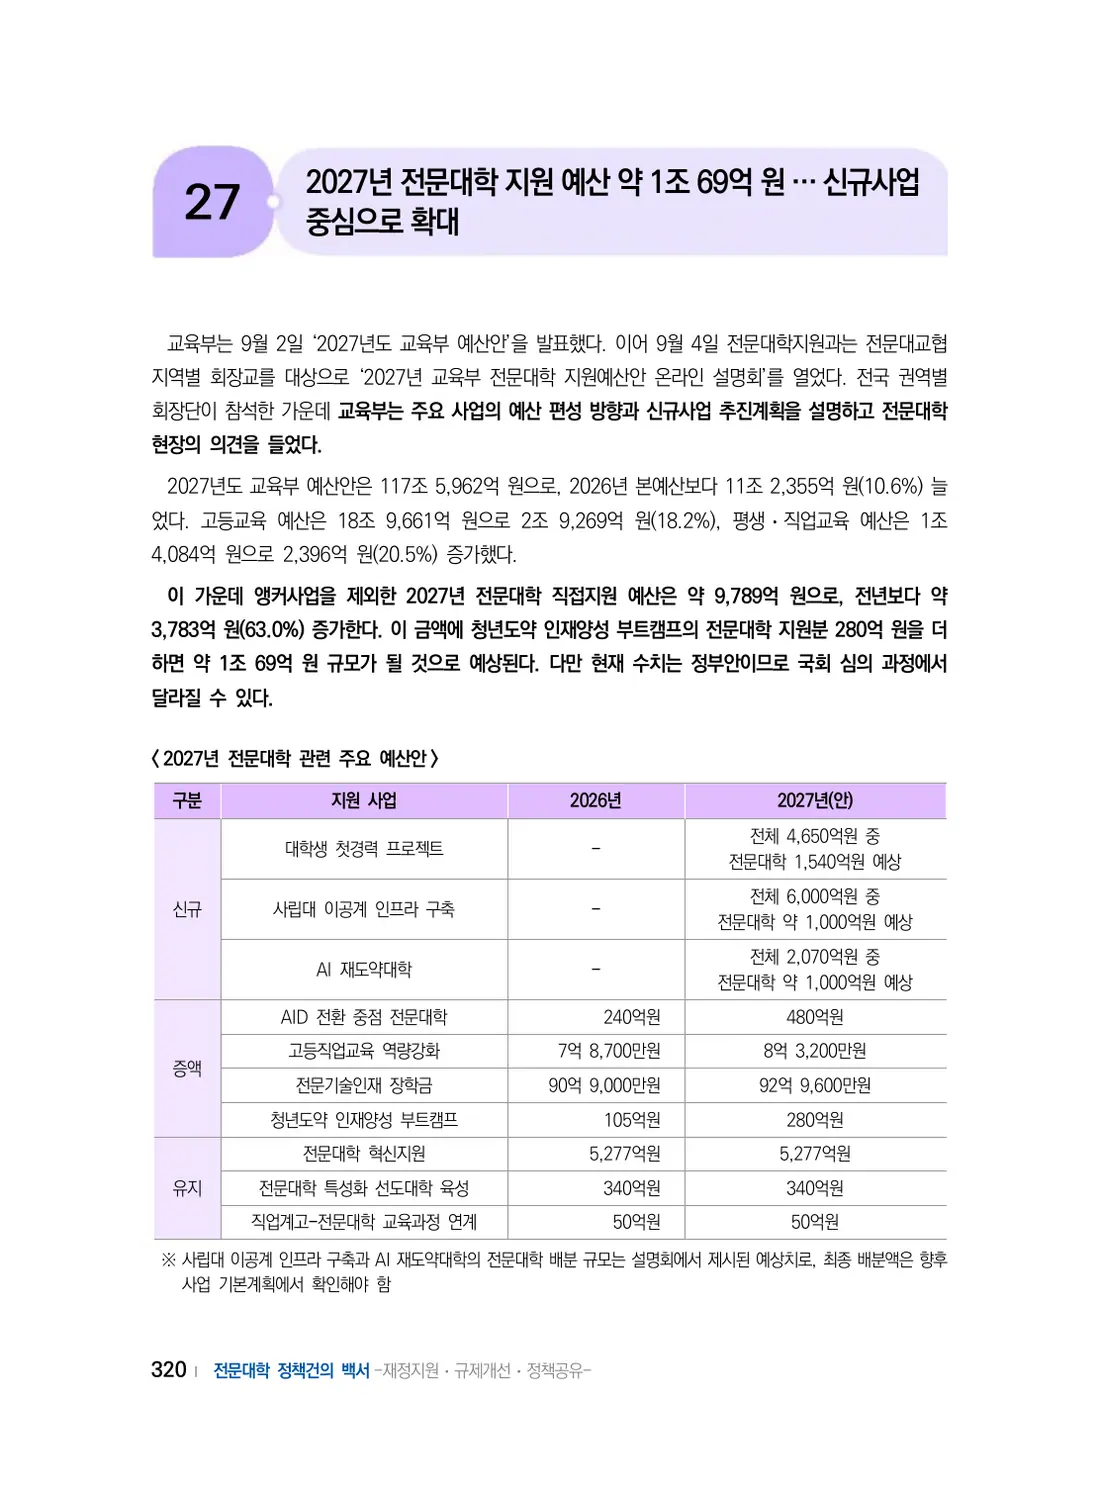 27
2027년 전문대학 지원 예산 약 1조 69억 원 … 신규사업
중심으로 확대
교육부는 9월 2일 ‘2027년도 교육부 예산안’을 발표했다. 이어 9월 4일 전문대학지원과는 전문대교협
지역별 회장교를 대상으로 ‘2027년 교육부 전문대학 지원예산안 온라인 설명회’를 열었다. 전국 권역별
회장단이 참석한 가운데 교육부는 주요 사업의 예산 편성 방향과 신규사업 추진계획을 설명하고 전문대학
현장의 의견을 들었다.
2027년도 교육부 예산안은 117조 5,962억 원으로, 2026년 본예산보다 11조 2,355억 원(10.6%) 늘
었다. 고등교육 예산은 18조 9,661억 원으로 2조 9,269억 원(18.2%), 평생·직업교육 예산은 1조
4,084억 원으로 2,396억 원(20.5%) 증가했다.
이 가운데 앵커사업을 제외한 2027년 전문대학 직접지원 예산은 약 9,789억 원으로, 전년보다 약
3,783억 원(63.0%) 증가한다. 이 금액에 청년도약 인재양성 부트캠프의 전문대학 지원분 280억 원을 더
하면 약 1조 69억 원 규모가 될 것으로 예상된다. 다만 현재 수치는 정부안이므로 국회 심의 과정에서
달라질 수 있다.
〈2027년 전문대학 관련 주요 예산안〉
구분 지원 사업 2026년 2027년(안)
신규 대학생 첫경력 프로젝트 - 전체 4,650억원 중
전문대학 1,540억원 예상
사립대 이공계 인프라 구축 - 전체 6,000억원 중
전문대학 약 1,000억원 예상
AI 재도약대학 - 전체 2,070억원 중
전문대학 약 1,000억원 예상
증액 AID 전환 중점 전문대학 240억원 480억원
고등직업교육 역량강화 7억 8,700만원 8억 3,200만원
전문기술인재 장학금 90억 9,000만원 92억 9,600만원
청년도약 인재양성 부트캠프 105억원 280억원
유지 전문대학 혁신지원 5,277억원 5,277억원
전문대학 특성화 선도대학 육성 340억원 340억원
직업계고-전문대학 교육과정 연계 50억원 50억원
※ 사립대 이공계 인프라 구축과 AI 재도약대학의 전문대학 배분 규모는 설명회에서 제시된 예상치로, 최종 배분액은 향후
사업 기본계획에서 확인해야 함
320 | 전문대학 정책건의 백서 -재정지원·규제개선·정책공유-